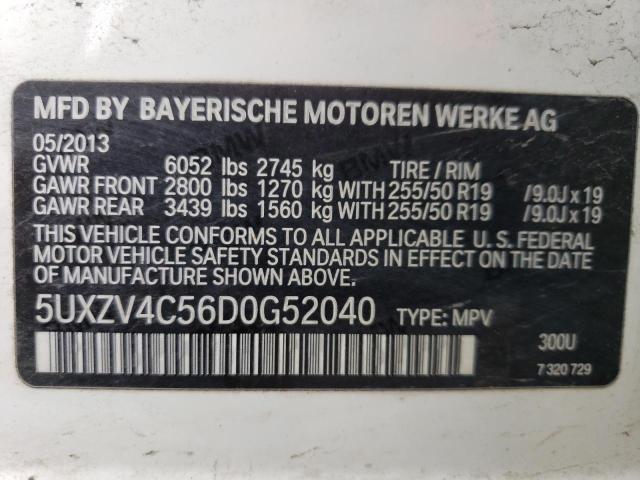 MFD BY BAYERISCHE MOTOREN WERKE AG
05/2013
GVWR 6052 lbs 2745 kg TIRE / RIM
GAWR FRONT 2800 lbs 1270 kg WITH 255/50 R19 /9.0J x 19
GAWR REAR 3439 lbs 1560 kg WITH 255/50 R19 /9.0J x 19
THIS VEHICLE CONFORMS TO ALL APPLICABLE U. S. FEDERAL
MOTOR VEHICLE SAFETY STANDARDS IN EFFECT ON THE DATE
OF MANUFACTURE SHOWN ABOVE.
5UXZV4C56D0G52040 TYPE: MPV
300U
7 320 729